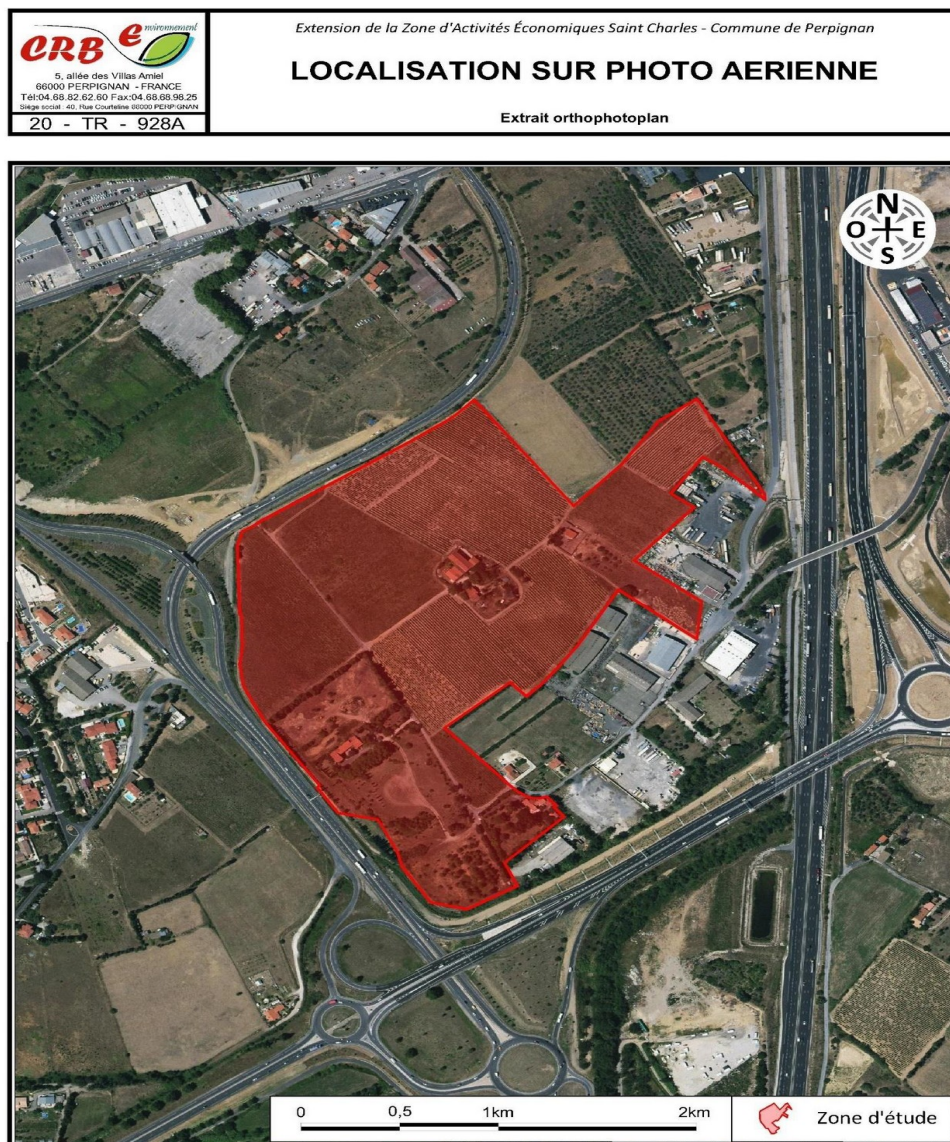 CRB Environnement
5, allée des Villas Amiel
66000 PERPIGNAN - FRANCE
Tél:04.68.82.62.60 Fax:04.68.68.98.25
Siège social : 40, Rue Courteline 66000 PERPIGNAN
20 - TR - 928A
Extension de la Zone d'Activités Économiques Saint Charles - Commune de Perpignan
LOCALISATION SUR PHOTO AERIENNE
Extrait orthophotoplan
N
O E
S
0 0,5 1km 2km
Zone d'étude